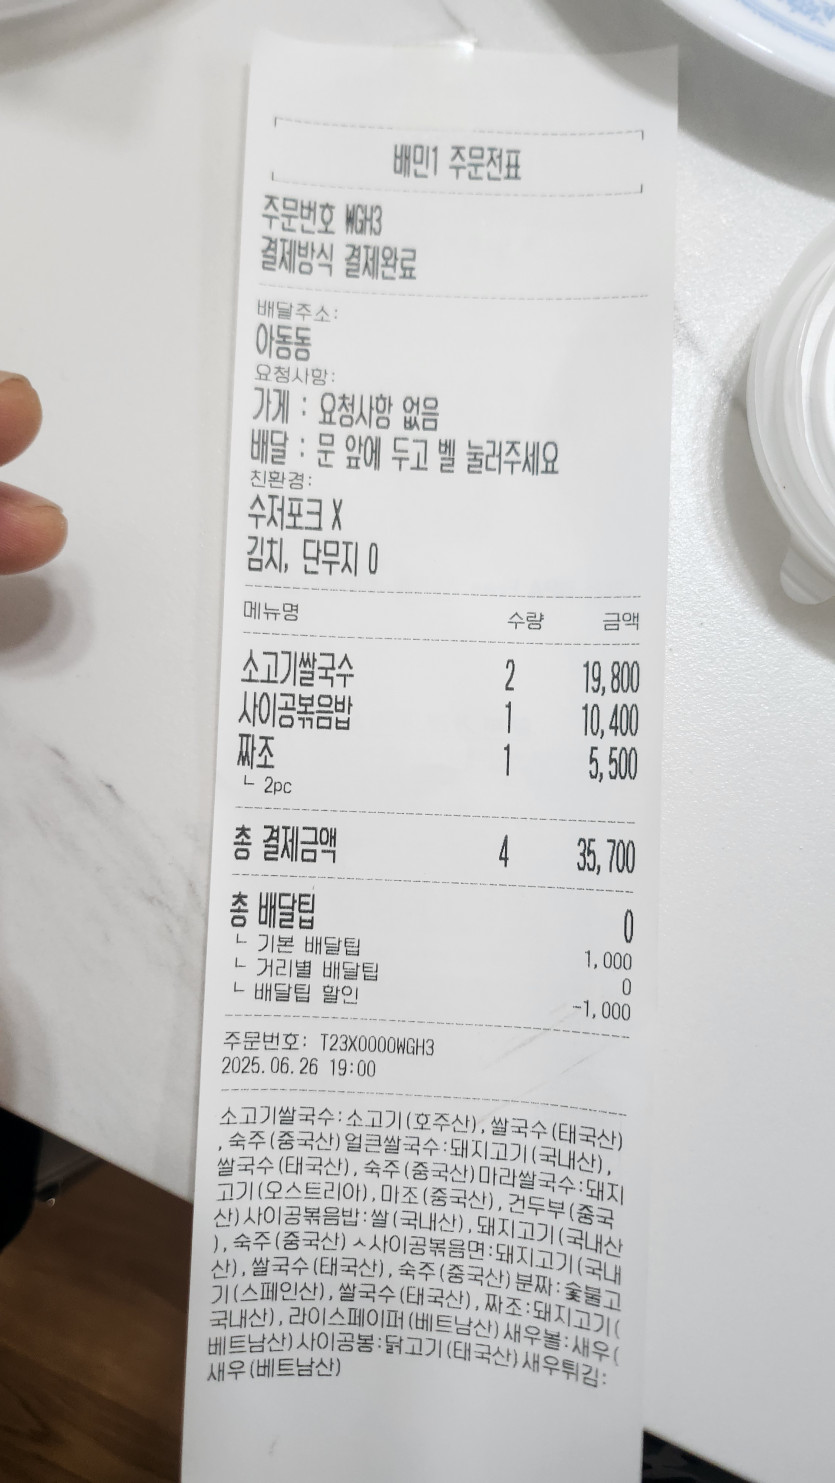 배민1 주문전표
주문번호 WGH3
결제방식 결제완료
배달주소:
아동동
요청사항:
가게 : 요청사항 없음
배달 : 문 앞에 두고 벨 눌러주세요
친환경:
수저포크 X
김치, 단무지 O
메뉴명 수량 금액
소고기쌀국수 2 19,800
사이공볶음밥 1 10,400
짜조 1 5,500
└ 2pc
총 결제금액 4 35,700
총 배달팁 0
└ 기본 배달팁 1,000
└ 거리별 배달팁 0
└ 배달팁 할인 -1,000
주문번호: T23X0000WGH3
2025.06.26 19:00
소고기쌀국수:소고기(호주산),쌀국수(태국산)
,숙주(중국산)얼큰쌀국수:돼지고기(국내산),
쌀국수(태국산),숙주(중국산)마라쌀국수:돼지
고기(오스트리아),마조(중국산),건두부(중국
산)사이공볶음밥:쌀(국내산),돼지고기(국내산
),숙주(중국산)ㅅ사이공볶음면:돼지고기(국내
산),쌀국수(태국산),숙주(중국산)분짜:숯불고
기(스페인산),쌀국수(태국산),짜조:돼지고기(
국내산),라이스페이퍼(베트남산)새우볼:새우(
베트남산)사이공봉:닭고기(태국산)새우튀김:
새우(베트남산)